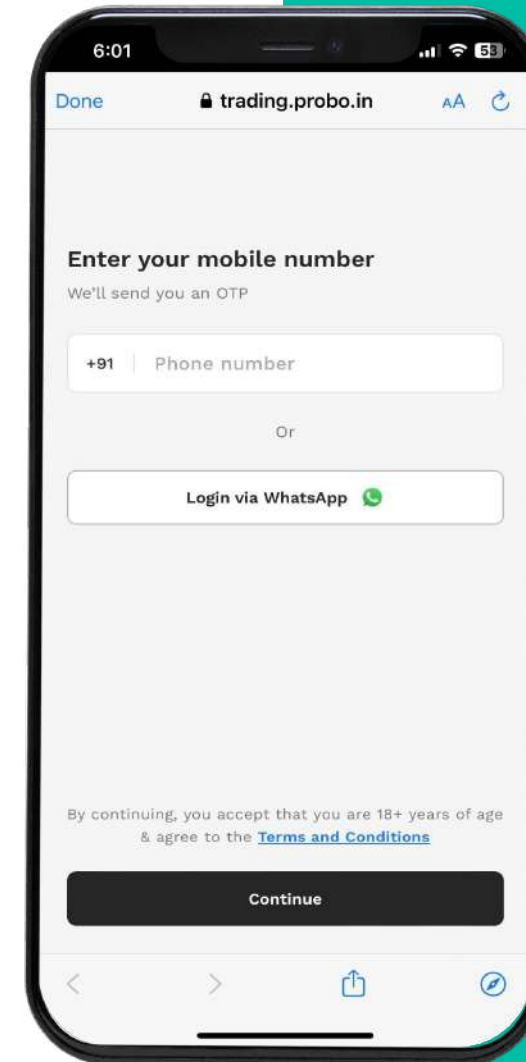 6:01
53
Done
trading.probo.in
AA
Enter your mobile number
We'll send you an OTP
+91
Phone number
Or
Login via WhatsApp
By continuing, you accept that you are 18+ years of age
& agree to the Terms and Conditions
Continue